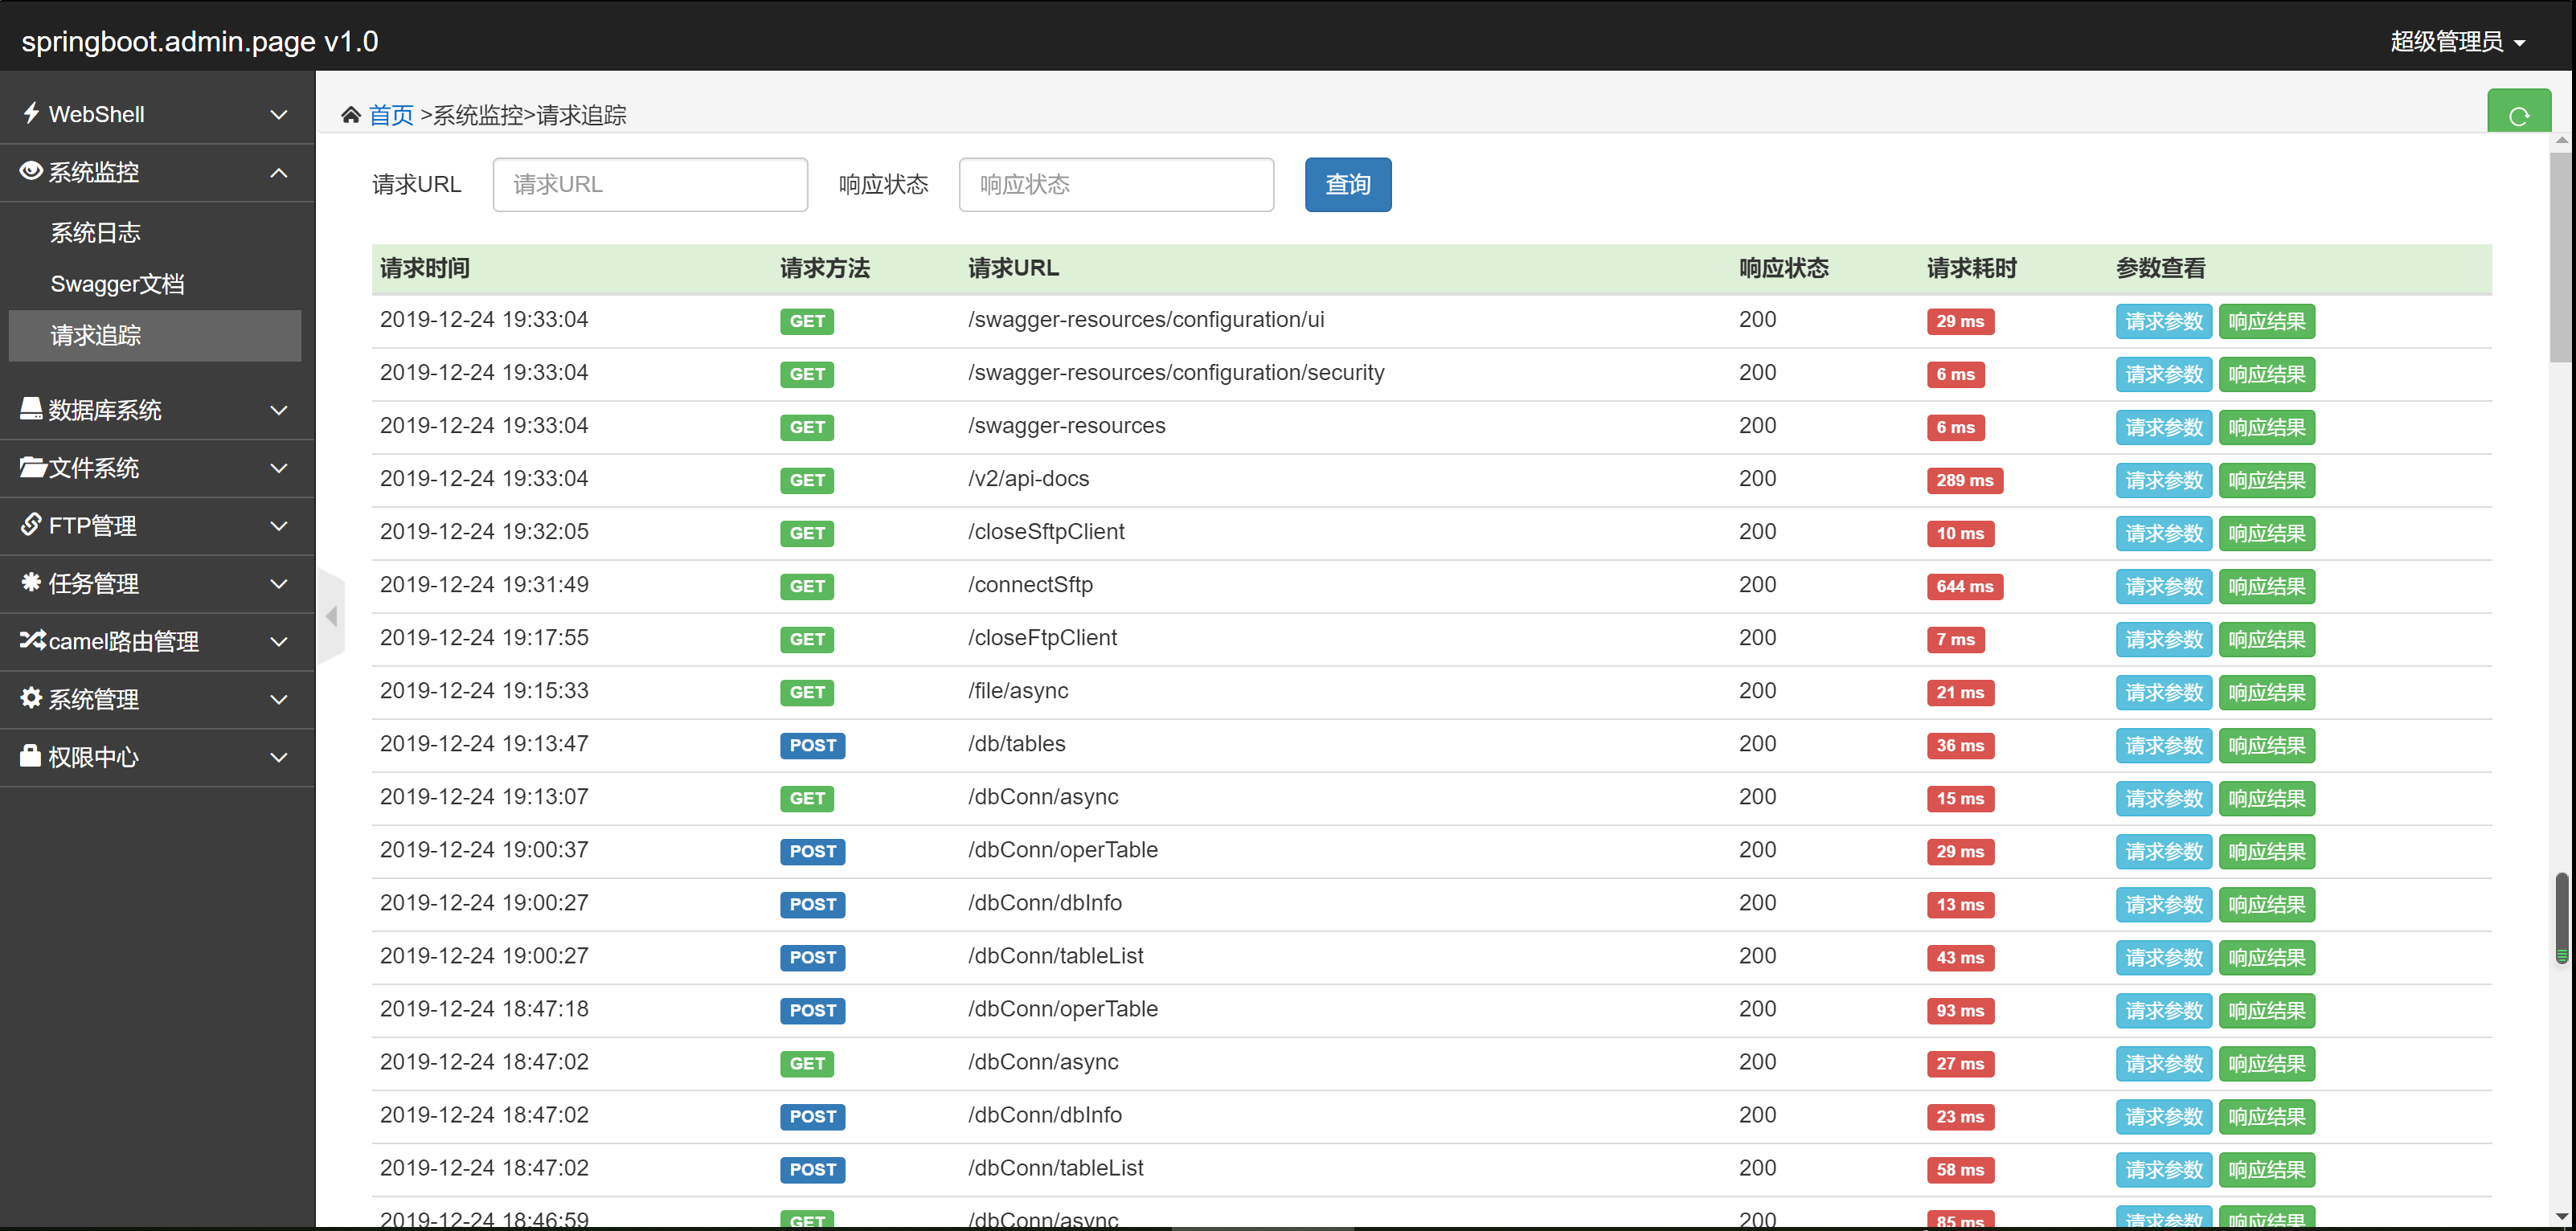 springboot.admin.page v1.0
超级管理员
WebShell
系统监控
系统日志
Swagger文档
请求追踪
数据库系统
文件系统
FTP管理
任务管理
camel路由管理
系统管理
权限中心
首页 >系统监控>请求追踪
请求URL 请求URL 响应状态 响应状态 查询
请求时间 请求方法 请求URL 响应状态 请求耗时 参数查看
2019-12-24 19:33:04 GET /swagger-resources/configuration/ui 200 29 ms 请求参数 响应结果
2019-12-24 19:33:04 GET /swagger-resources/configuration/security 200 6 ms 请求参数 响应结果
2019-12-24 19:33:04 GET /swagger-resources 200 6 ms 请求参数 响应结果
2019-12-24 19:33:04 GET /v2/api-docs 200 289 ms 请求参数 响应结果
2019-12-24 19:32:05 GET /closeSftpClient 200 10 ms 请求参数 响应结果
2019-12-24 19:31:49 GET /connectSftp 200 644 ms 请求参数 响应结果
2019-12-24 19:17:55 GET /closeFtpClient 200 7 ms 请求参数 响应结果
2019-12-24 19:15:33 GET /file/async 200 21 ms 请求参数 响应结果
2019-12-24 19:13:47 POST /db/tables 200 36 ms 请求参数 响应结果
2019-12-24 19:13:07 GET /dbConn/async 200 15 ms 请求参数 响应结果
2019-12-24 19:00:37 POST /dbConn/operTable 200 29 ms 请求参数 响应结果
2019-12-24 19:00:27 POST /dbConn/dbInfo 200 13 ms 请求参数 响应结果
2019-12-24 19:00:27 POST /dbConn/tableList 200 43 ms 请求参数 响应结果
2019-12-24 18:47:18 POST /dbConn/operTable 200 93 ms 请求参数 响应结果
2019-12-24 18:47:02 GET /dbConn/async 200 27 ms 请求参数 响应结果
2019-12-24 18:47:02 POST /dbConn/dbInfo 200 23 ms 请求参数 响应结果
2019-12-24 18:47:02 POST /dbConn/tableList 200 58 ms 请求参数 响应结果
2019-12-24 18:46:59 GET /dbConn/async 200 85 ms 请求参数 响应结果